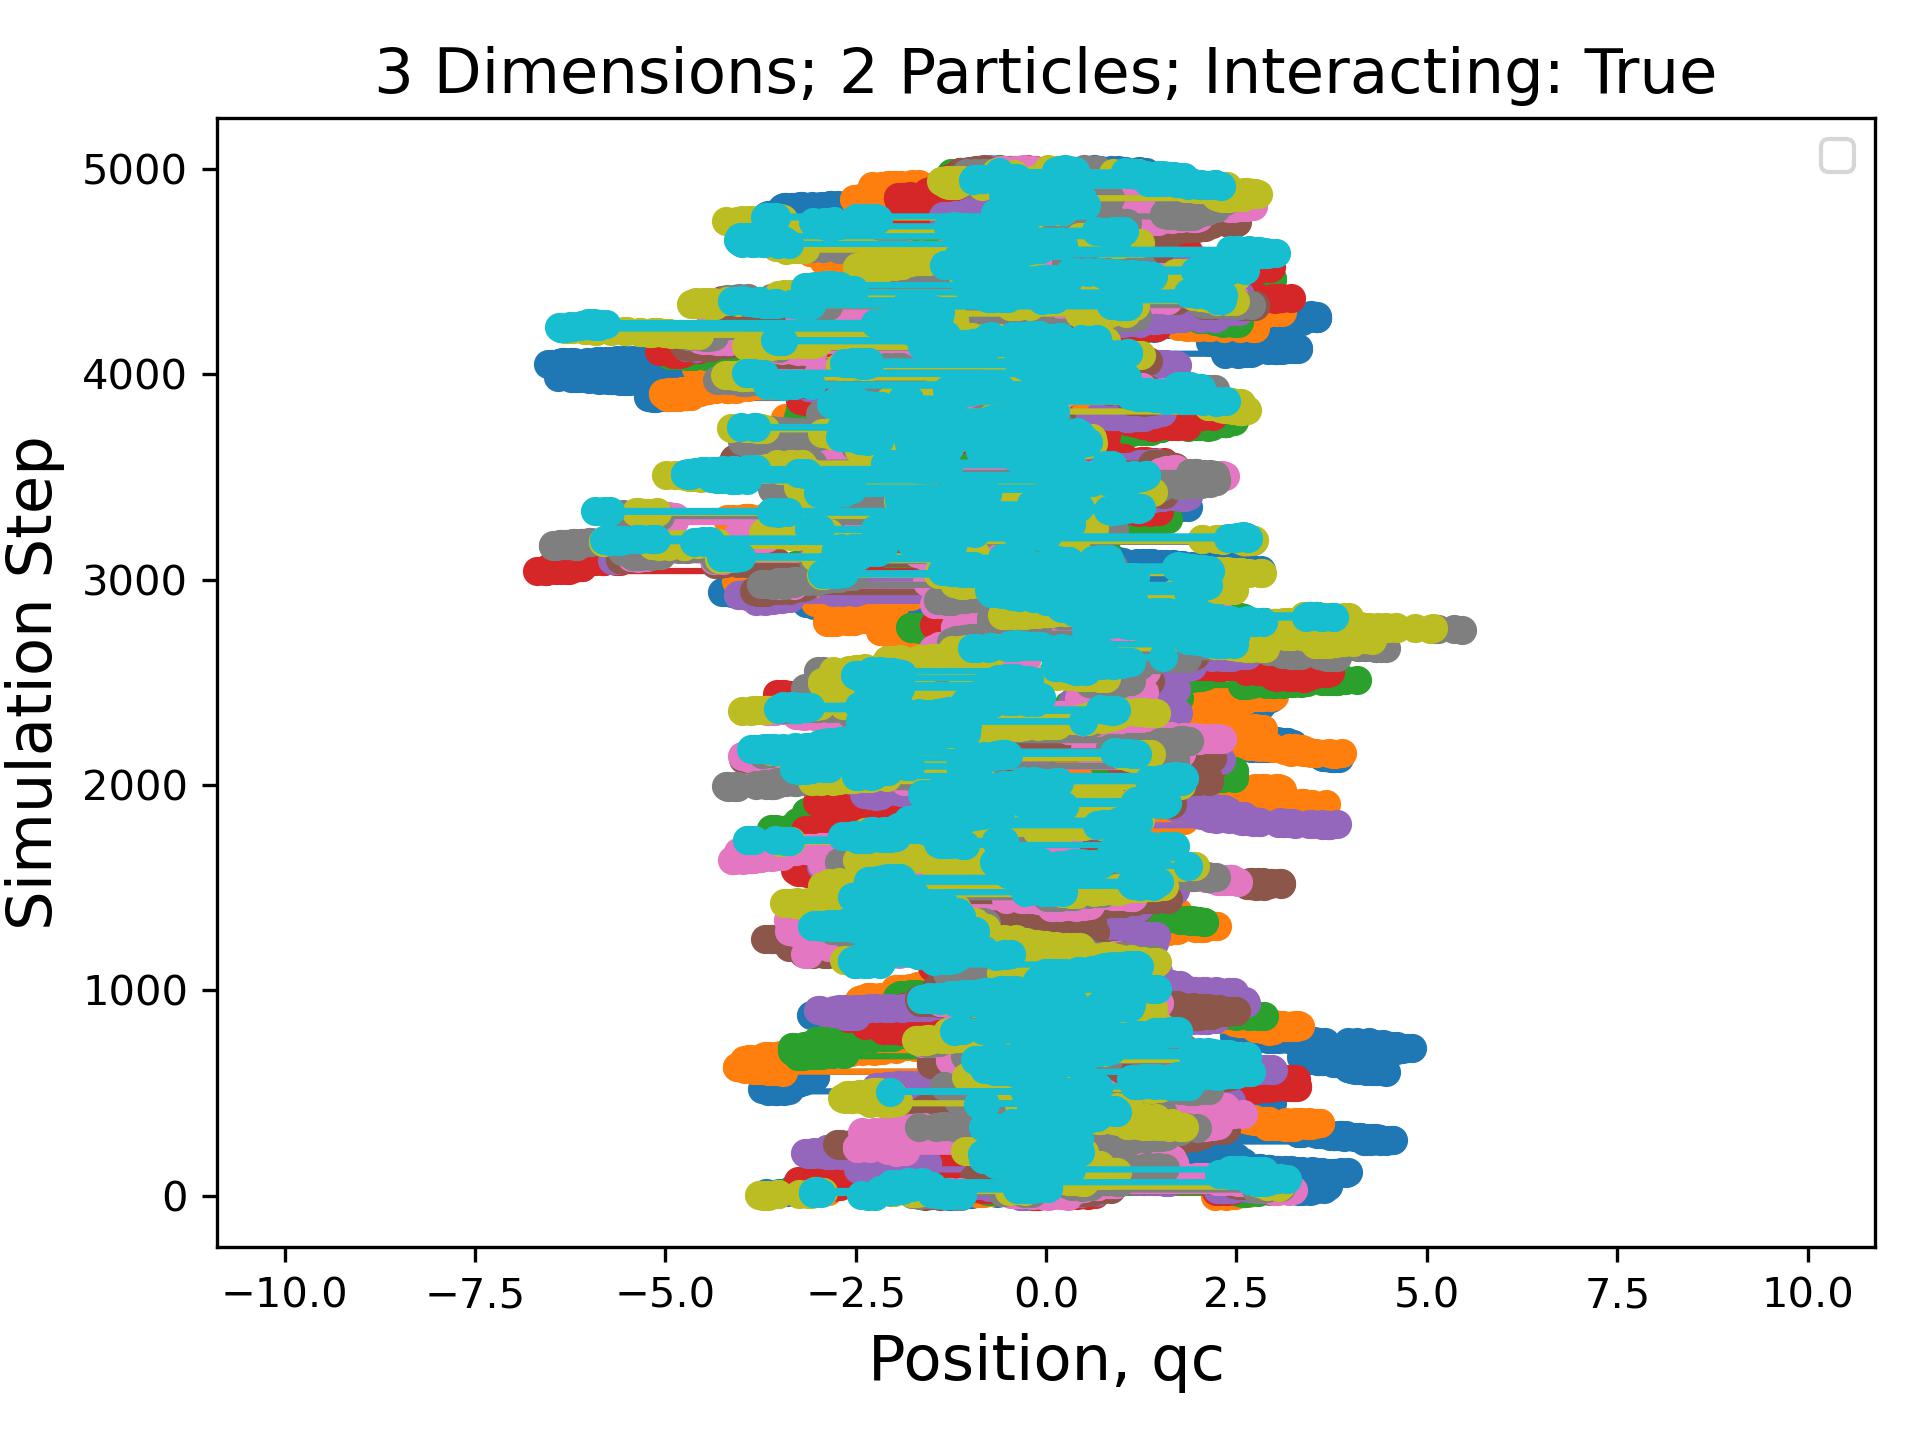 3 Dimensions; 2 Particles; Interacting: True
5000
4000
3000
2000
1000
0
Simulation Step
−10.0 −7.5 −5.0 −2.5 0.0 2.5 5.0 7.5 10.0
Position, qc